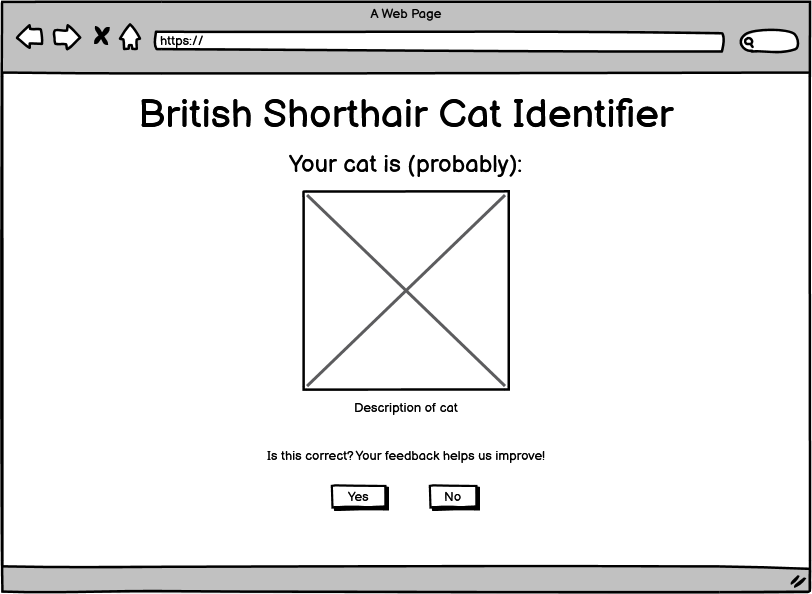 A Web Page
https://
British Shorthair Cat Identifier
Your cat is (probably):
Description of cat
Is this correct? Your feedback helps us improve!
Yes No